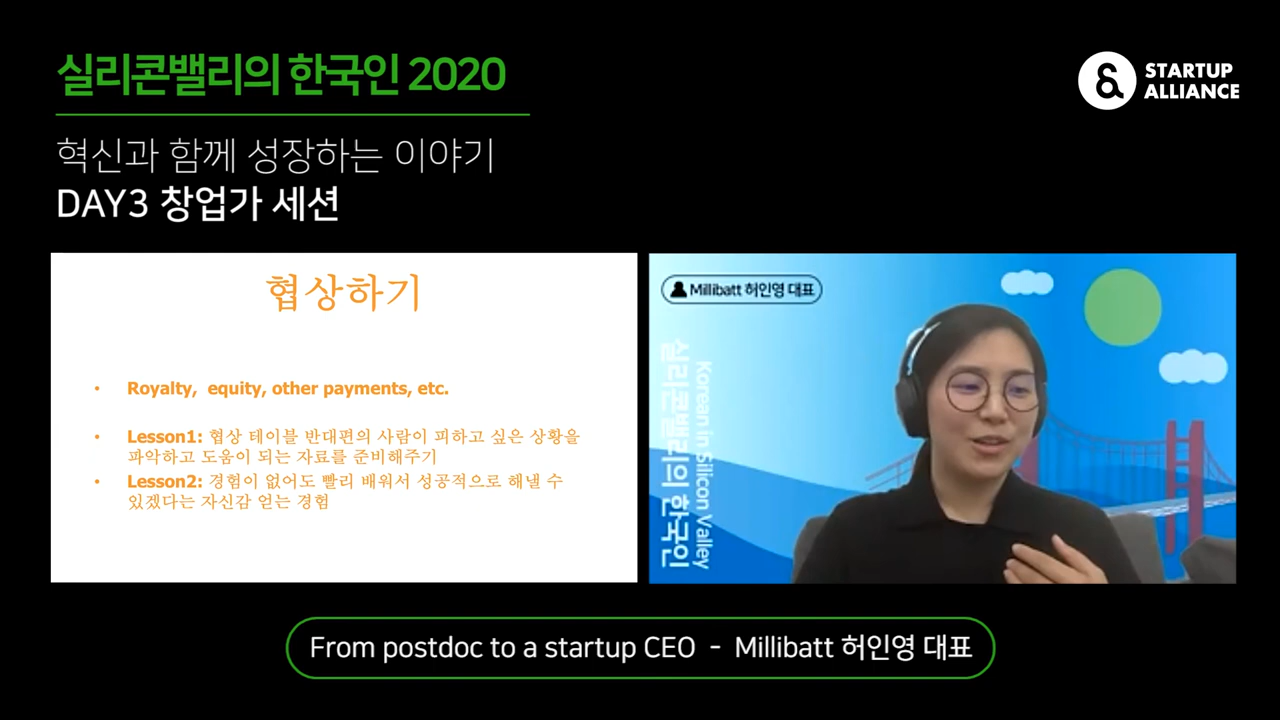 실리콘밸리의 한국인 2020
STARTUP
ALLIANCE
혁신과 함께 성장하는 이야기
DAY3 창업가 세션
협상하기
• Royalty, equity, other payments, etc.
• Lesson1: 협상 테이블 반대편의 사람이 피하고 싶은 상황을
파악하고 도움이 되는 자료를 준비해주기
• Lesson2: 경험이 없어도 빨리 배워서 성공적으로 해낼 수
있겠다는 자신감 얻는 경험
Millibatt 허인영 대표
Korean in Silicon Valley
실리콘밸리의 한국인
From postdoc to a startup CEO - Millibatt 허인영 대표